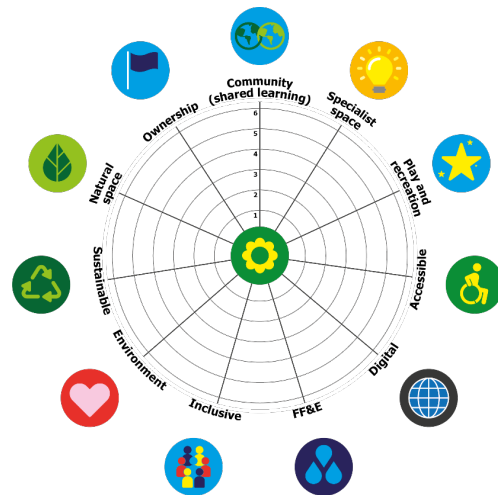 Community
(shared learning)
Specialist
space
Play and
recreation
Accessible
Digital
FF&E
Inclusive
Environment
Sustainable
Natural
space
Ownership
6
5
4
3
2
1